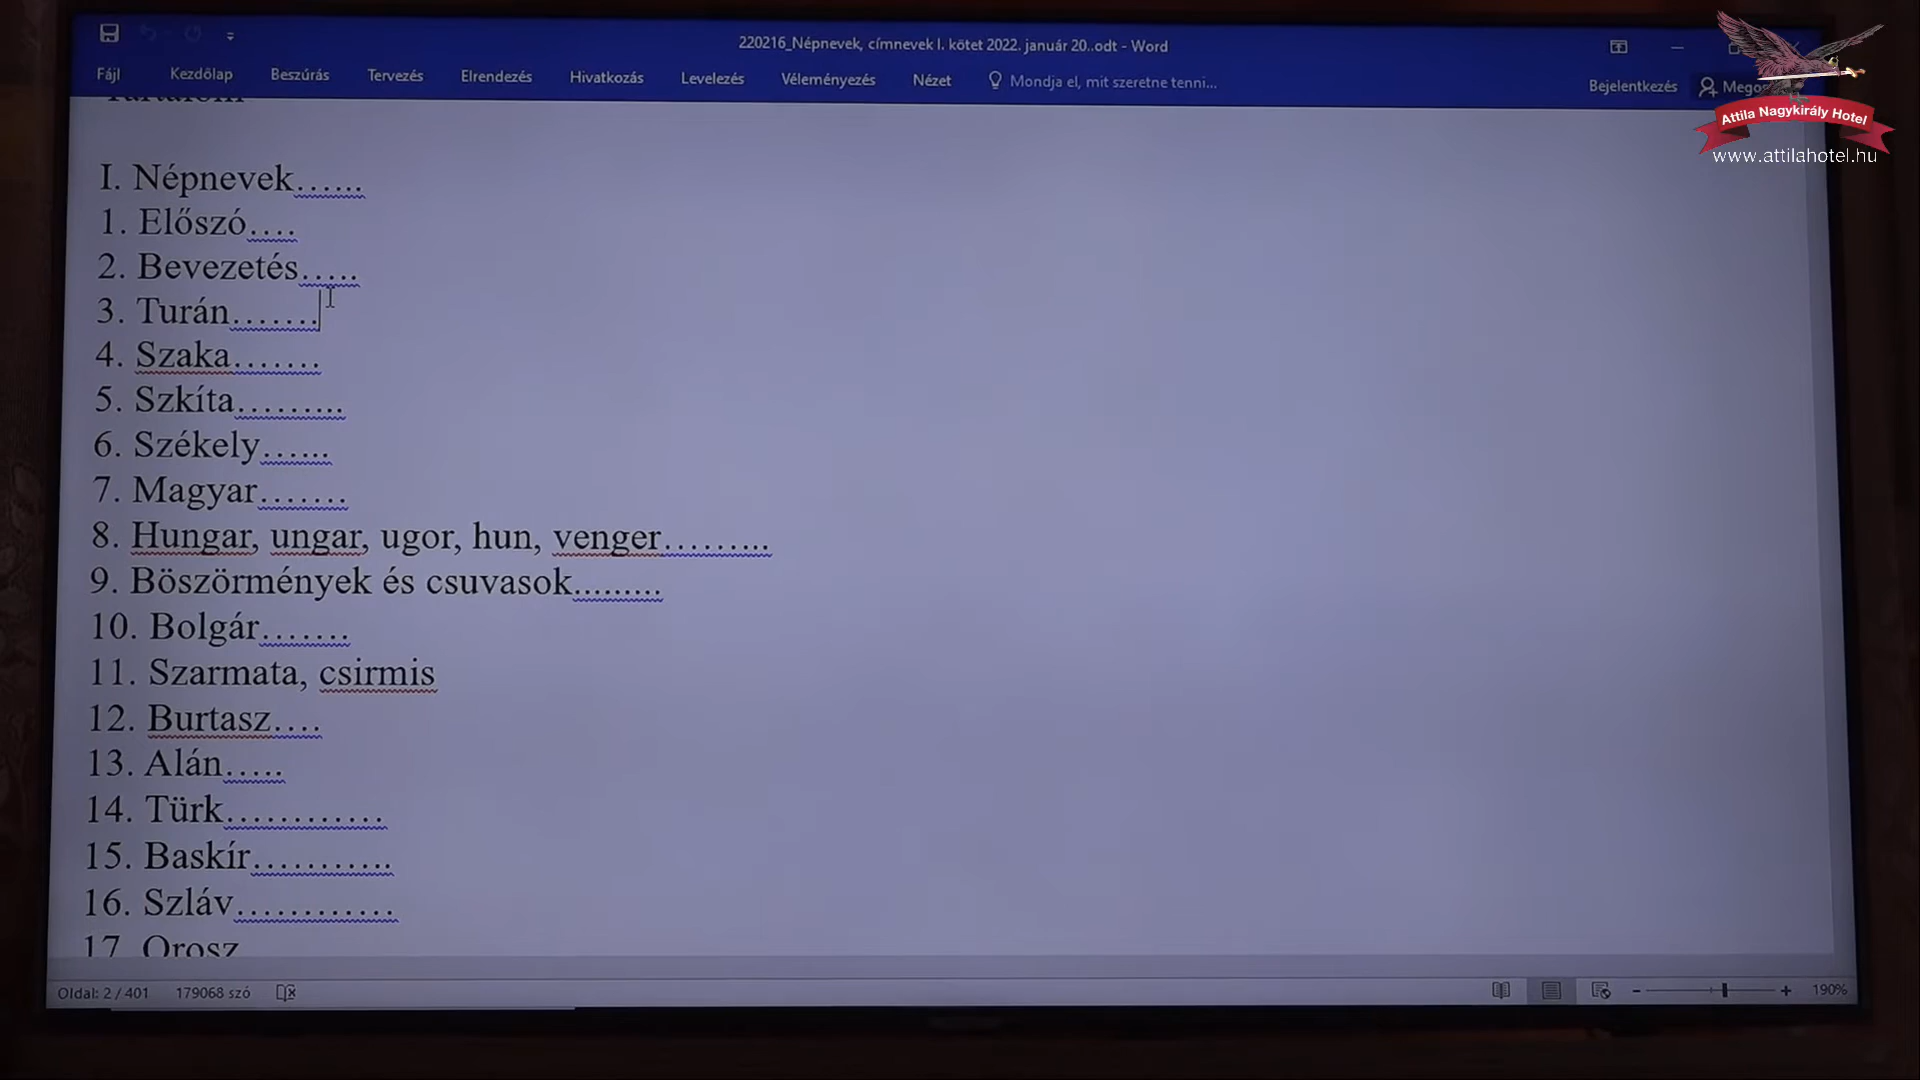 220216_Népnevek, címnevek I. kötet 2022. január 20..odt - Word
Fájl Kezdőlap Beszúrás Tervezés Elrendezés Hivatkozás Levelezés Véleményezés Nézet Mondja el, mit szeretne tenni... Bejelentkezés
Attila Nagykirály Hotel
www.attilahotel.hu
Tartalom
I. Népnevek……
1. Előszó….
2. Bevezetés…..
3. Turán…….
4. Szaka…….
5. Szkíta……...
6. Székely…...
7. Magyar…….
8. Hungar, ungar, ugor, hun, venger……...
9. Böszörmények és csuvasok.........
10. Bolgár…….
11. Szarmata, csirmis
12. Burtasz….
13. Alán…..
14. Türk…………
15. Baskír………..
16. Szláv…………
17. Orosz
Oldal: 2 / 401 179068 szó 190%